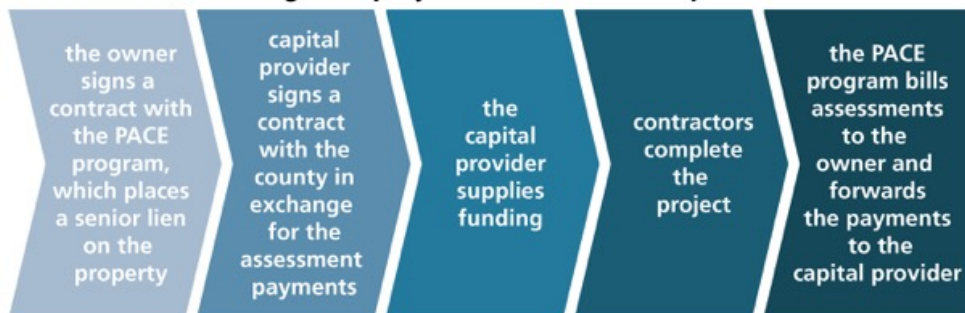 the owner
signs a
contract with
the PACE
program,
which places
a senior lien
on the
property
capital
provider
signs a
contract
with the
county in
exchange
for the
assessment
payments
the
capital
provider
supplies
funding
contractors
complete
the
project
the PACE
program bills
assessments
to the
owner and
forwards
the payments
to the
capital provider